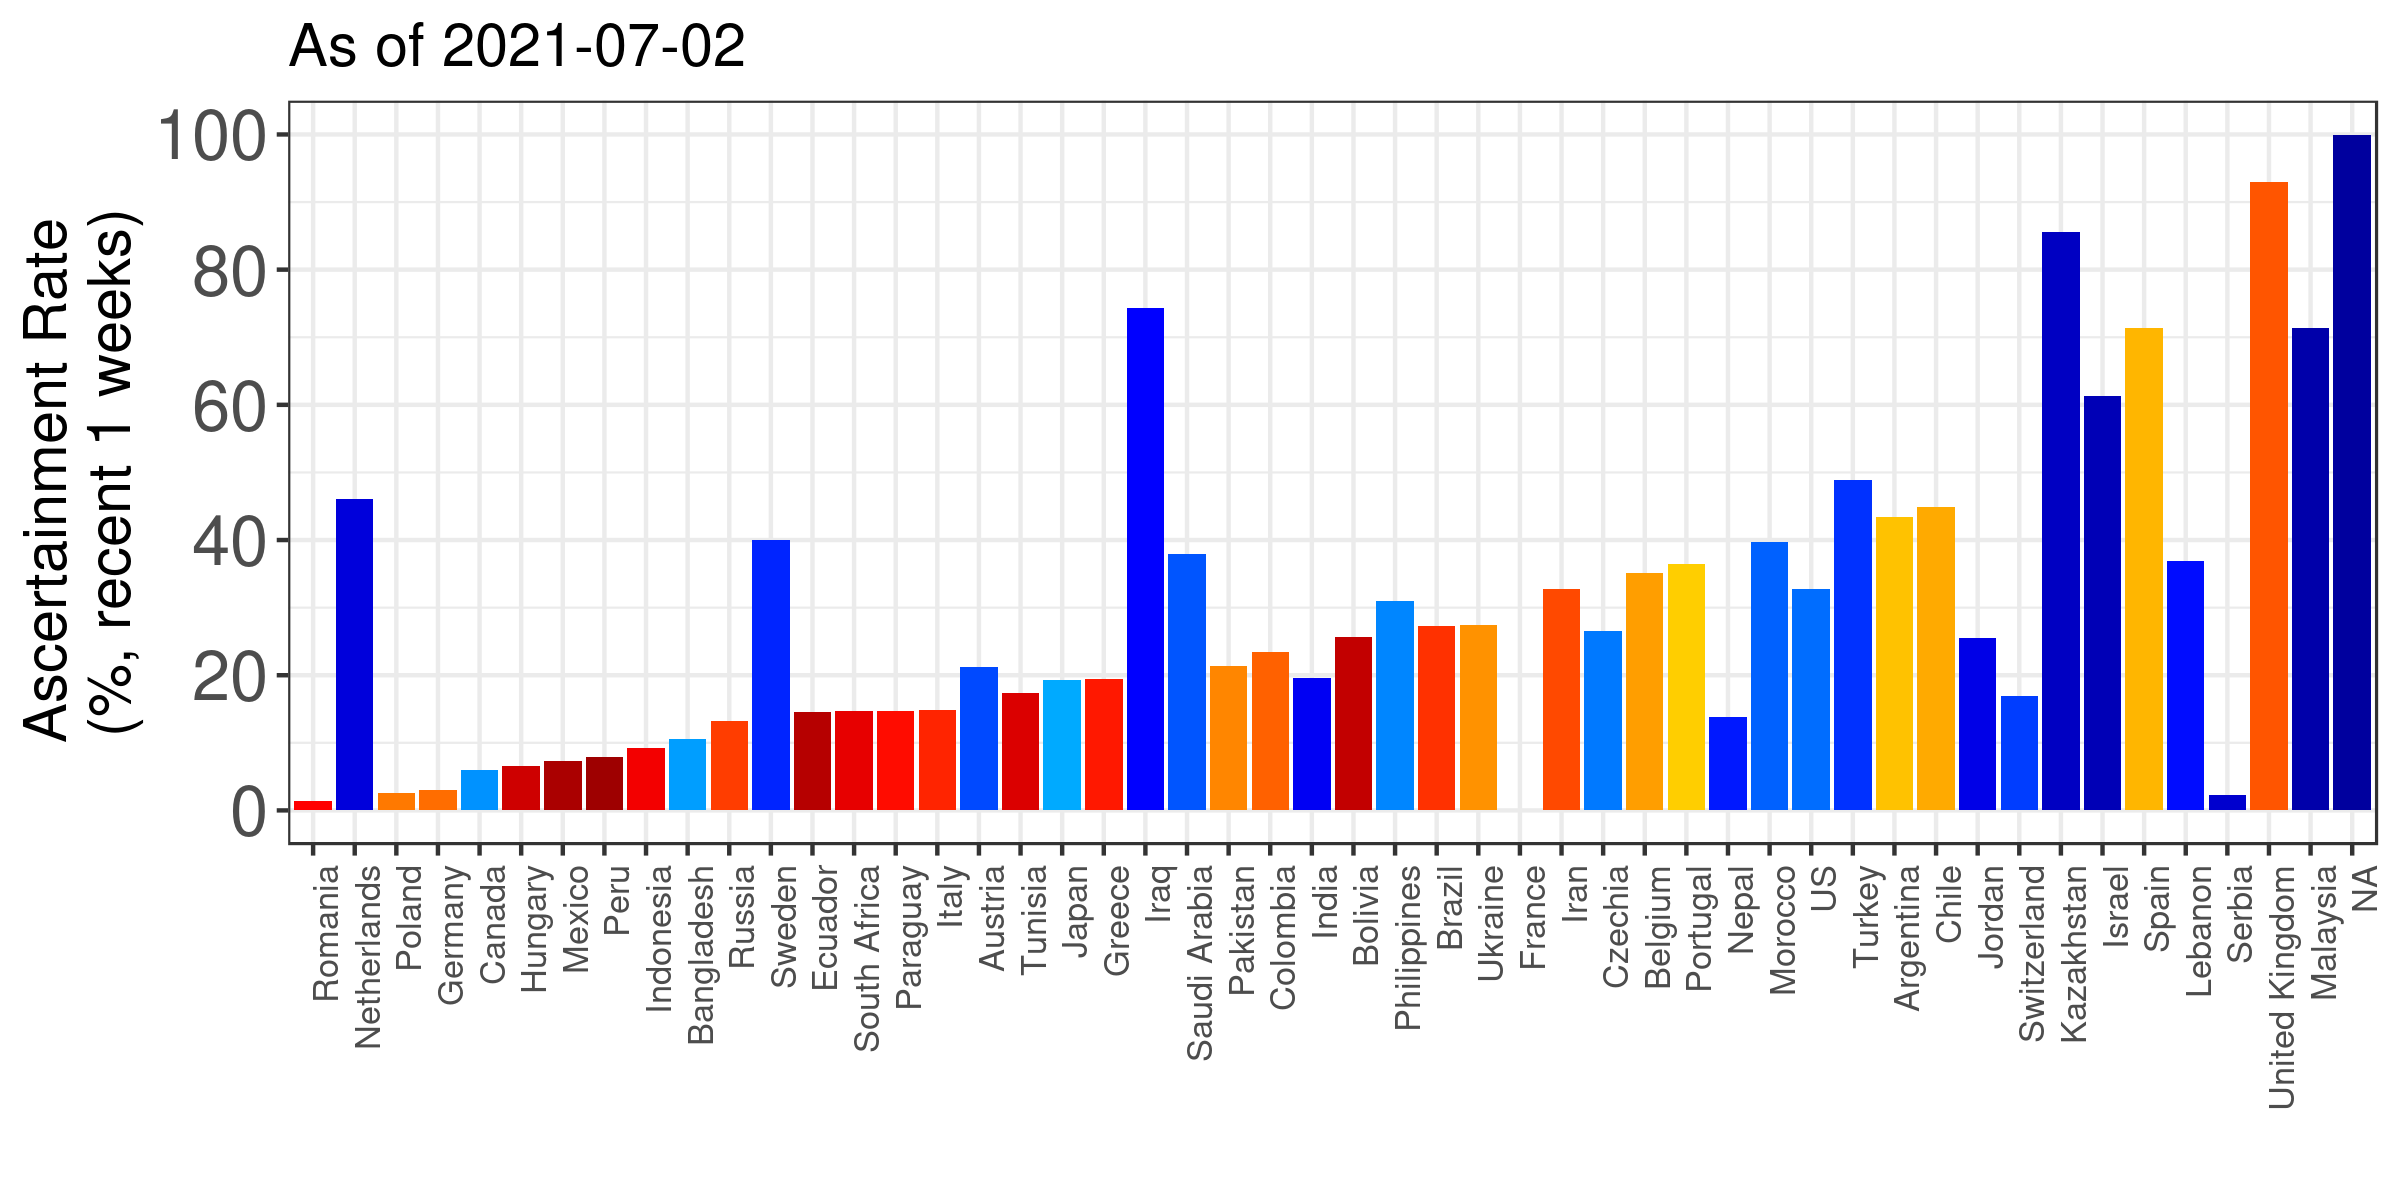 As of 2021-07-02
Ascertainment Rate
(%, recent 1 weeks)
100
80
60
40
20
0
Romania
Netherlands
Poland
Germany
Canada
Hungary
Mexico
Peru
Indonesia
Bangladesh
Russia
Sweden
Ecuador
South Africa
Paraguay
Italy
Austria
Tunisia
Japan
Greece
Iraq
Saudi Arabia
Pakistan
Colombia
India
Bolivia
Philippines
Brazil
Ukraine
France
Iran
Czechia
Belgium
Portugal
Nepal
Morocco
US
Turkey
Argentina
Chile
Jordan
Switzerland
Kazakhstan
Israel
Spain
Lebanon
Serbia
United Kingdom
Malaysia
NA